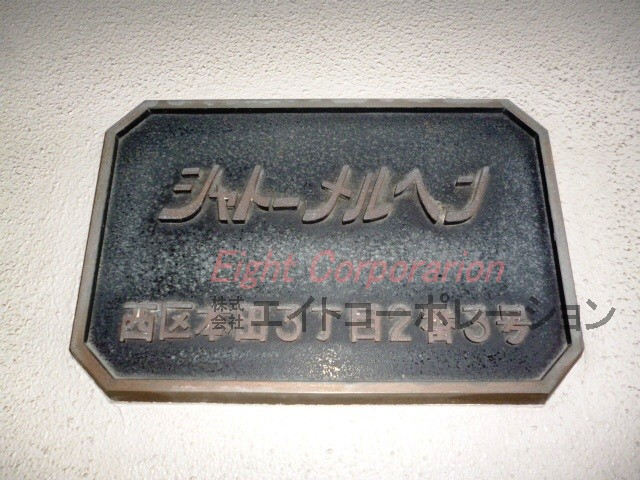 シャトーメルヘン
Eight Corporarion
株式会社エイトコーポレーション
西区本田3丁目2番3号